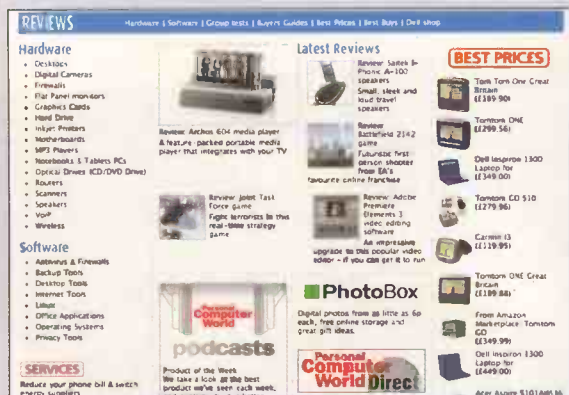 REVIEWS
Hardware | Software | Group tests | Buyers Guides | Best Prices | Best Buys | Dell shop
Hardware
Desktops
Digital Cameras
Firewalls
Flat Panel monitors
Graphics Cards
Hard Drive
Inkjet Printers
Motherboards
MP3 Players
Notebooks & Tablets PCs
Optical Drives (CD/DVD Drive)
Routers
Scanners
Speakers
VoIP
Wireless
Software
Antivirus & Firewalls
Backup Tools
Desktop Tools
Internet Tools
Linux
Office Applications
Operating Systems
Privacy Tools
SERVICES
Reduce your phone bill & switch
energy suppliers
Review: Archos 604 media player
A feature-packed portable media
player that integrates with your TV
Review: Joint Task
Force game
Fight terrorists in this
real-time strategy
game
Personal
Computer
World
podcasts
Product of the Week
We take a look at the best
product we've seen each week,
Latest Reviews
Review: Saitek
Phonic A-100
speakers
Small, sleek and
loud travel
speakers
Review:
Battlefield 2142
game
Futuristic first
person shooter
from EA's
favourite online franchise
Review: Adobe
Premiere
Elements 3
video editing
software
An impressive
upgrade to this popular video
editor - if you can get it to run
PhotoBox
Digital photos from as little as 6p
each, free online storage and
great gift ideas.
Personal
Computer
World Direct
BEST PRICES
Tom Tom One Great
Britain
(£189.90)
Tomtom ONE
(£299.56)
Dell Inspiron 1300
Laptop for
(£349.00)
Tomtom GO 510
(£279.96)
Garmin i3
(£119.95)
Tomtom ONE Great
Britain
(£189.88)
From Amazon
Marketplace: Tomtom
GO
(£349.99)
Dell Inspiron 1300
Laptop for
(£449.00)
Acer Aspire